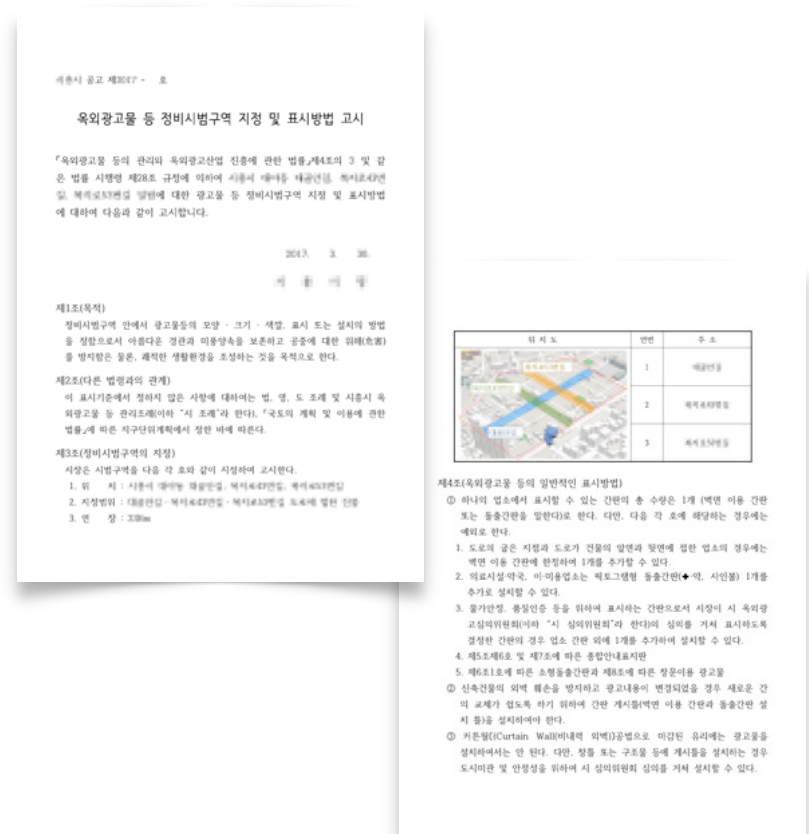 공고 제2017 - 호
옥외광고물 등 정비시범구역 지정 및 표시방법 고시
「옥외광고물 등의 관리와 옥외광고산업 진흥에 관한 법률」제4조의 3 및 같
은 법률 시행령 제28조 규정에 의하여
에 대한 광고물 등 정비시범구역 지정 및 표시방법
에 대하여 다음과 같이 고시합니다.
2017. 3. 30.
제1조(목적)
정비시범구역 안에서 광고물등의 모양 · 크기 · 색깔, 표시 또는 설치의 방법
을 정함으로서 아름다운 경관과 미풍양속을 보존하고 공중에 대한 위해(危害)
를 방지함은 물론, 쾌적한 생활환경을 조성하는 것을 목적으로 한다.
제2조(다른 법령과의 관계)
이 표시기준에서 정하지 않은 사항에 대하여는 법, 영, 도 조례 및 시흥시 옥
외광고물 등 관리조례(이하 "시 조례"라 한다), 「국토의 계획 및 이용에 관한
법률」에 따른 지구단위계획에서 정한 바에 따른다.
제3조(정비시범구역의 지정)
시장은 시범구역을 다음 각 호와 같이 지정하여 고시한다.
1. 위 치 :
2. 지정범위 :
3. 연 장 :
위 치 도 연번 주 소
1
2
3
제4조(옥외광고물 등의 일반적인 표시방법)
① 하나의 업소에서 표시할 수 있는 간판의 총 수량은 1개 (벽면 이용 간판
또는 돌출간판을 말한다)로 한다. 다만, 다음 각 호에 해당하는 경우에는
예외로 한다.
1. 도로의 굽은 지점과 도로가 건물의 앞면과 뒷면에 접한 업소의 경우에는
벽면 이용 간판에 한정하여 1개를 추가할 수 있다.
2. 의료시설·약국, 이·미용업소는 픽토그램형 돌출간판(✚·약, 사인볼) 1개를
추가로 설치할 수 있다.
3. 물가안정, 품질인증 등을 위하여 표시하는 간판으로서 시장이 시 옥외광
고심의위원회(이하 "시 심의위원회"라 한다)의 심의를 거쳐 표시하도록
결정한 간판의 경우 업소 간판 외에 1개를 추가하여 설치할 수 있다.
4. 제5조제6호 및 제7조에 따른 종합안내표지판
5. 제6조1호에 따른 소형돌출간판과 제8조에 따른 창문이용 광고물
② 신축건물의 외벽 훼손을 방지하고 광고내용이 변경되었을 경우 새로운 간
의 교체가 쉽도록 하기 위하여 간판 게시틀(벽면 이용 간판과 돌출간판 설
치 틀)을 설치하여야 한다.
③ 커튼월[(Curtain Wall(비내력 외벽)]공법으로 마감된 유리에는 광고물을
설치하여서는 안 된다. 다만, 창틀 또는 구조물 등에 게시틀을 설치하는 경우
도시미관 및 안정성을 위하여 시 심의위원회 심의를 거쳐 설치할 수 있다.